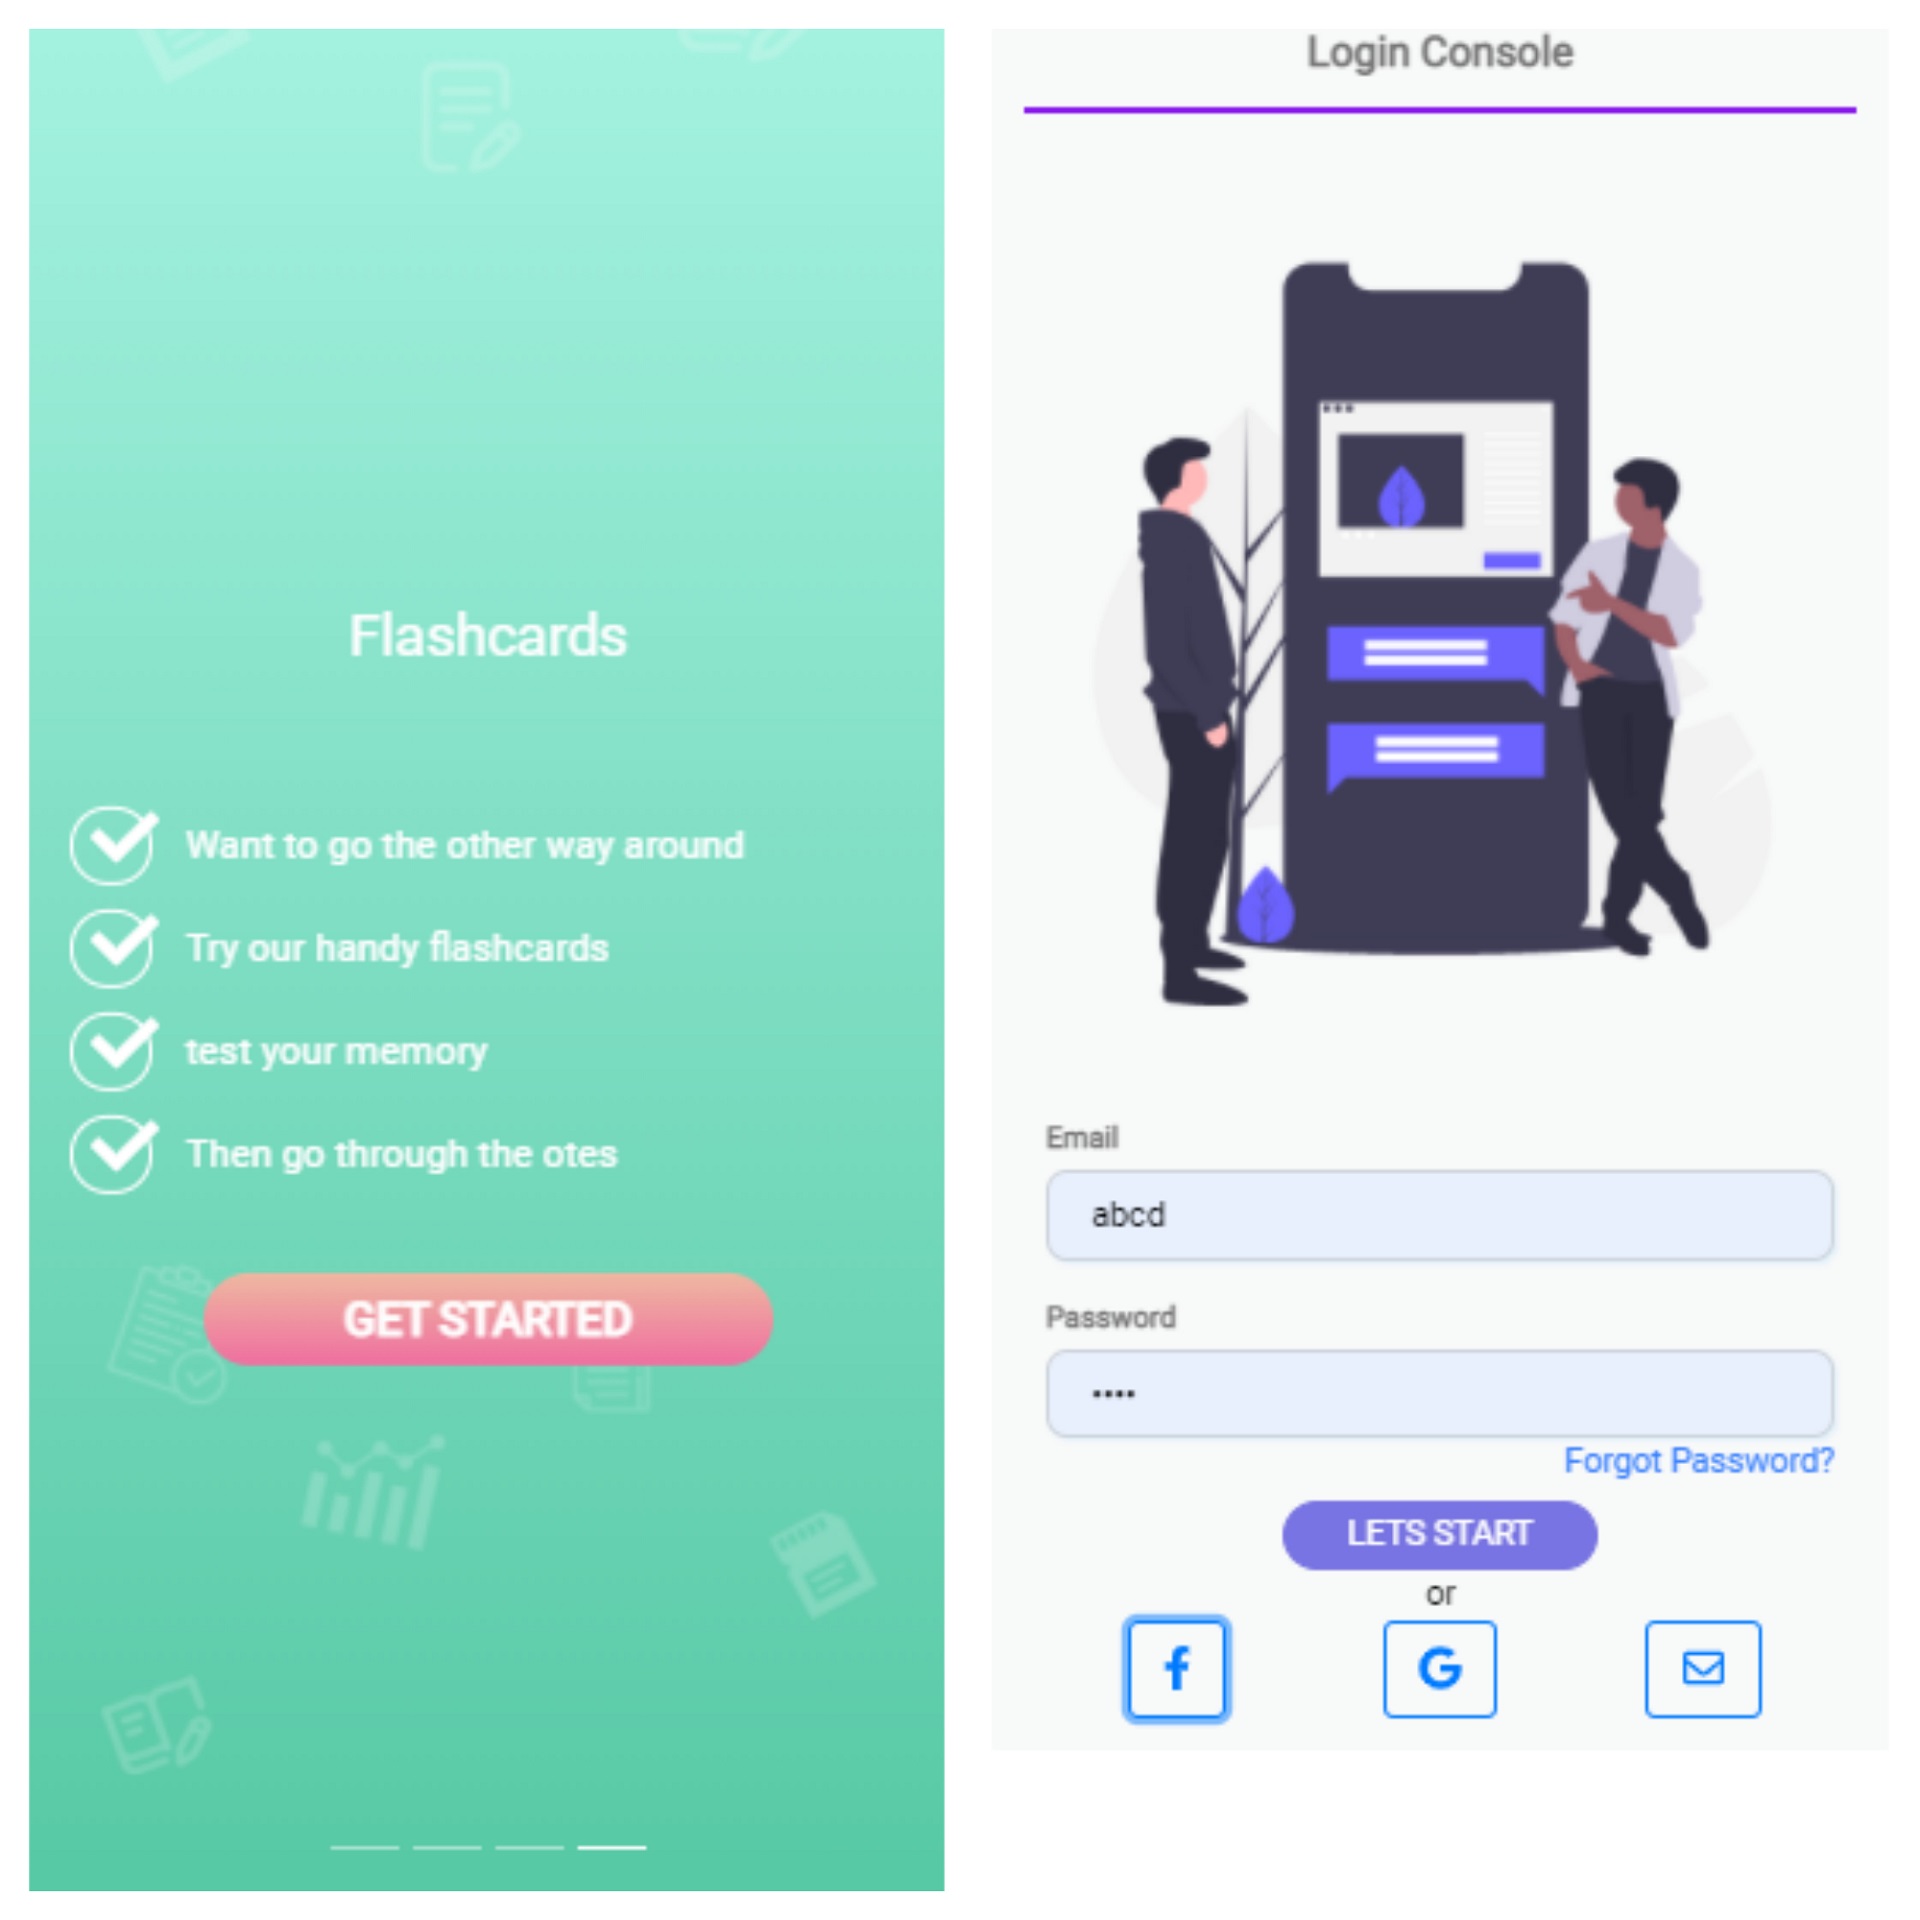 Flashcards
Want to go the other way around
Try our handy flashcards
test your memory
Then go through the otes
GET STARTED
Login Console
Email
abcd
Password
••••
Forgot Password?
LETS START
or